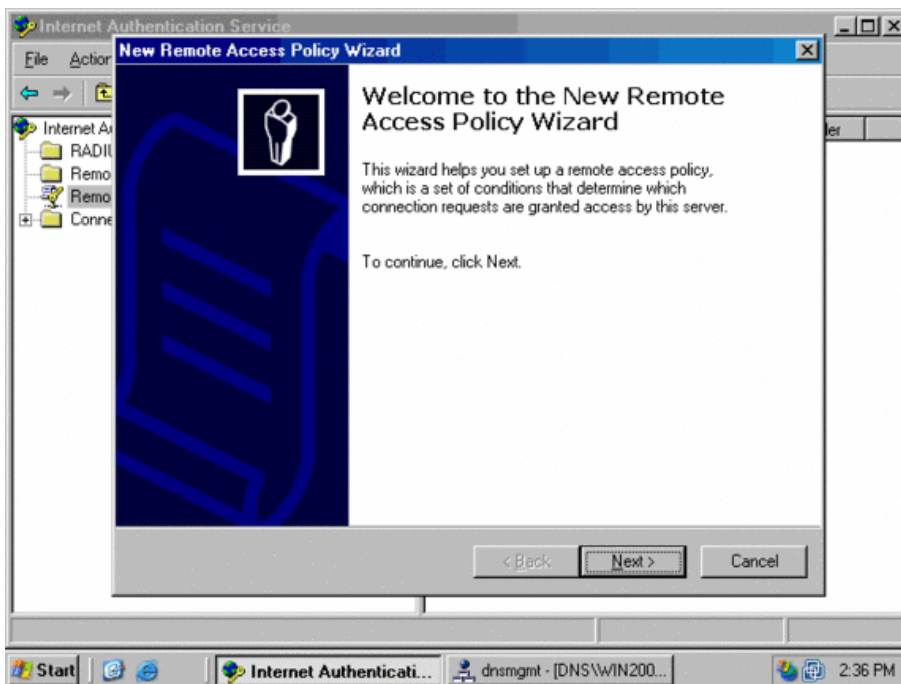 Internet Authentication Service
File Action
New Remote Access Policy Wizard
Welcome to the New Remote
Access Policy Wizard
This wizard helps you set up a remote access policy,
which is a set of conditions that determine which
connection requests are granted access by this server.
To continue, click Next.
Internet Au
RADIU
Remo
Remo
Conne
der
< Back
Next >
Cancel
Start
Internet Authenticati...
dnsmgmt - [DNS\WIN200...
2:36 PM